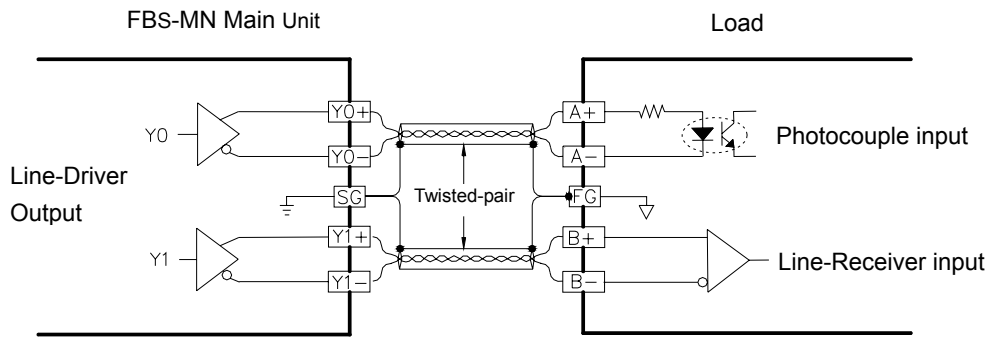 FBS-MN Main Unit
Load
Y0+
A+
Y0
Photocouple input
Y0-
A-
Line-Driver
Output
SG
Twisted-pair
FG
Y1+
B+
Y1
Line-Receiver input
Y1-
B-